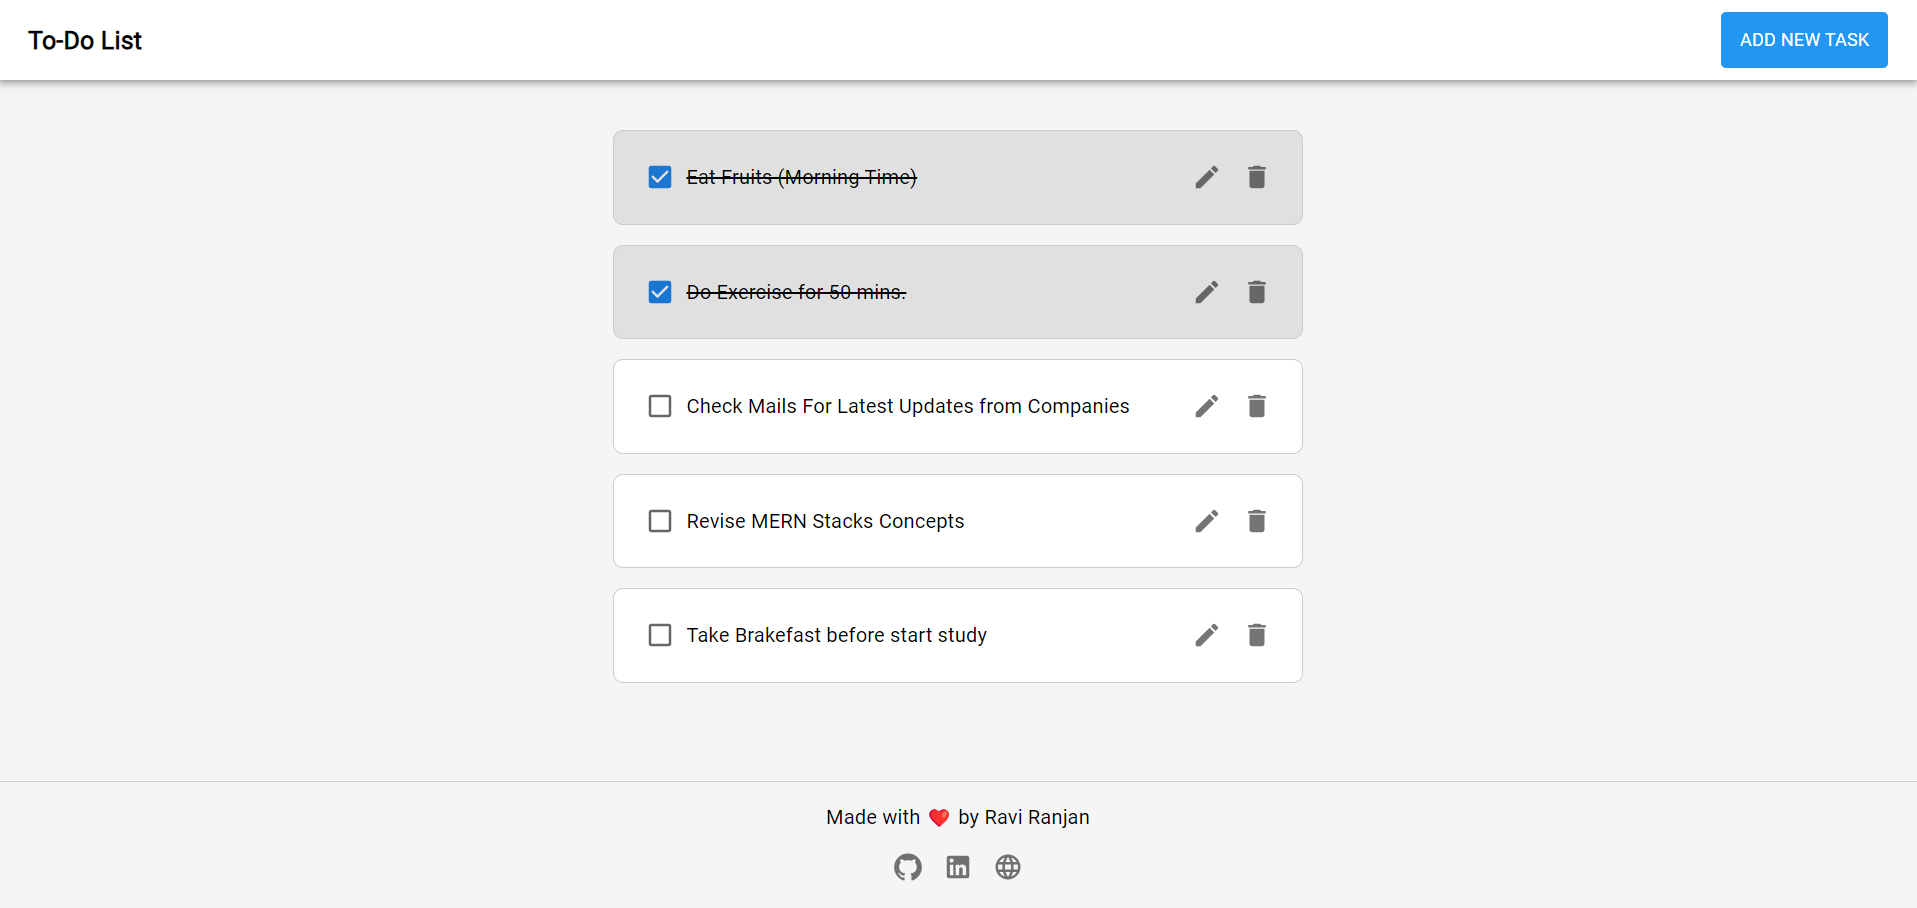 To-Do List
ADD NEW TASK
Eat Fruits (Morning Time)
Do Exercise for 50 mins.
Check Mails For Latest Updates from Companies
Revise MERN Stacks Concepts
Take Brakefast before start study
Made with ❤️ by Ravi Ranjan
in